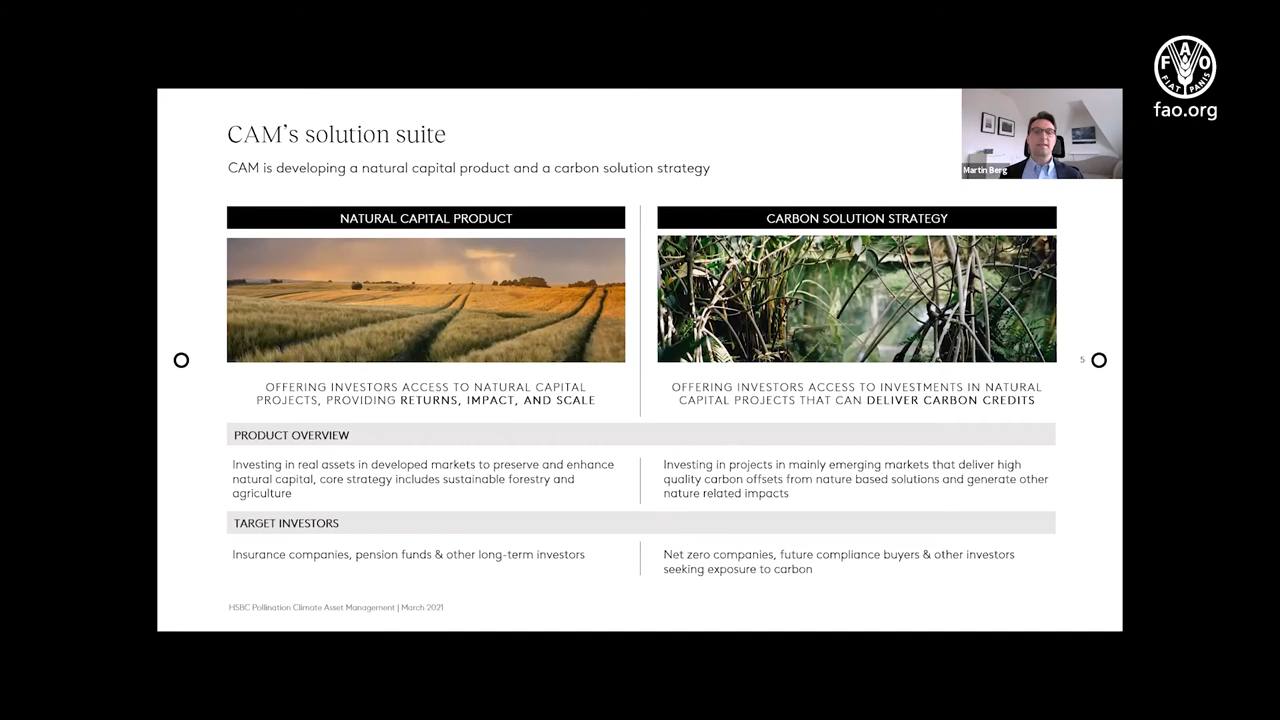 FAO
FIAT PANIS
fao.org
CAM's solution suite
CAM is developing a natural capital product and a carbon solution strategy
Martin Berg
NATURAL CAPITAL PRODUCT
OFFERING INVESTORS ACCESS TO NATURAL CAPITAL
PROJECTS, PROVIDING RETURNS, IMPACT, AND SCALE
CARBON SOLUTION STRATEGY
OFFERING INVESTORS ACCESS TO INVESTMENTS IN NATURAL
CAPITAL PROJECTS THAT CAN DELIVER CARBON CREDITS
5
PRODUCT OVERVIEW
Investing in real assets in developed markets to preserve and enhance
natural capital, core strategy includes sustainable forestry and
agriculture
Investing in projects in mainly emerging markets that deliver high
quality carbon offsets from nature based solutions and generate other
nature related impacts
TARGET INVESTORS
Insurance companies, pension funds & other long-term investors
Net zero companies, future compliance buyers & other investors
seeking exposure to carbon
HSBC Pollination Climate Asset Management | March 2021